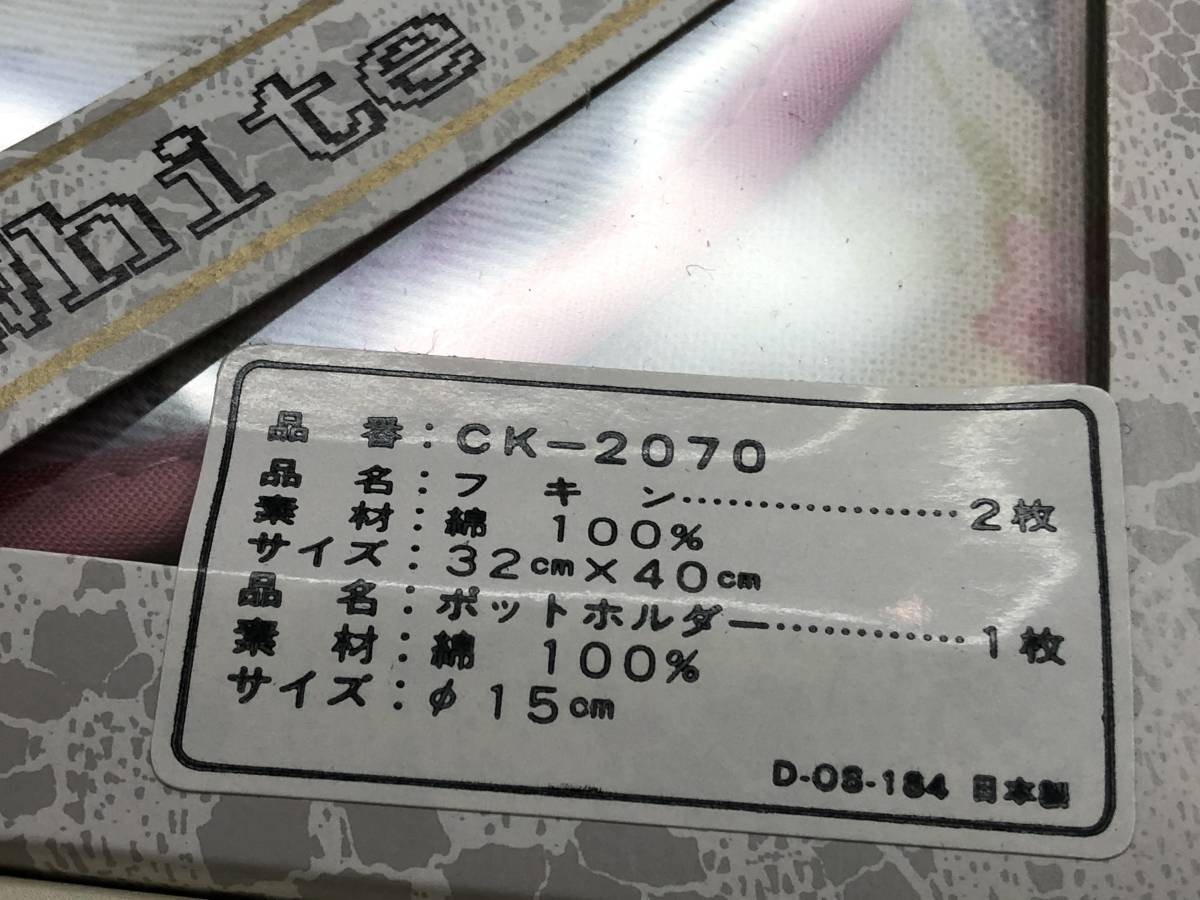 white
品 番：CK-2070
品 名：フ キ ン………………2枚
素 材：綿 100%
サイズ：32cm×40cm
品 名：ポットホルダー…………1枚
素 材：綿 100%
サイズ：φ15cm
D-08-184 日本製